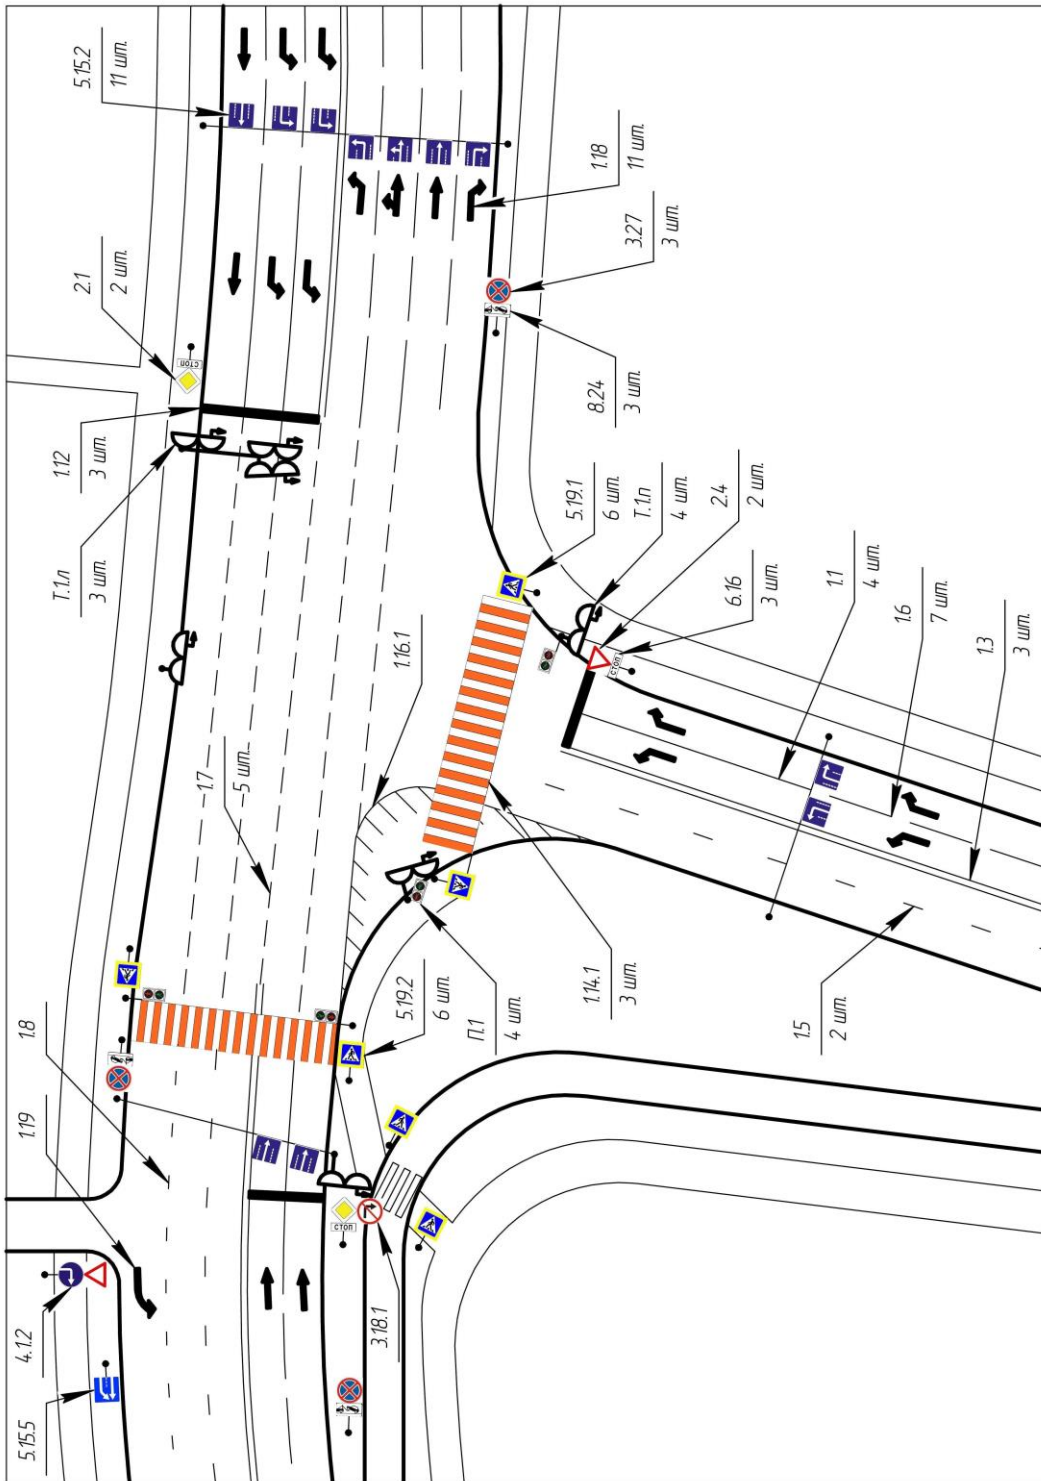 5.15.2
11 шт.
2.1
2 шт.
1.12
3 шт.
Т.1.л
3 шт.
1.18
11 шт.
3.27
3 шт.
8.24
3 шт.
5.19.1
6 шт.
Т.1.п
4 шт.
2.4
2 шт.
6.16
3 шт.
1.1
4 шт.
1.6
7 шт.
1.3
3 шт.
1.16.1
1.7
5 шт.
1.8
1.19
4.1.2
5.15.5
5.19.2
6 шт.
П.1
4 шт.
1.14.1
3 шт.
1.5
2 шт.
3.18.1
СТОП
СТОП
СТОП